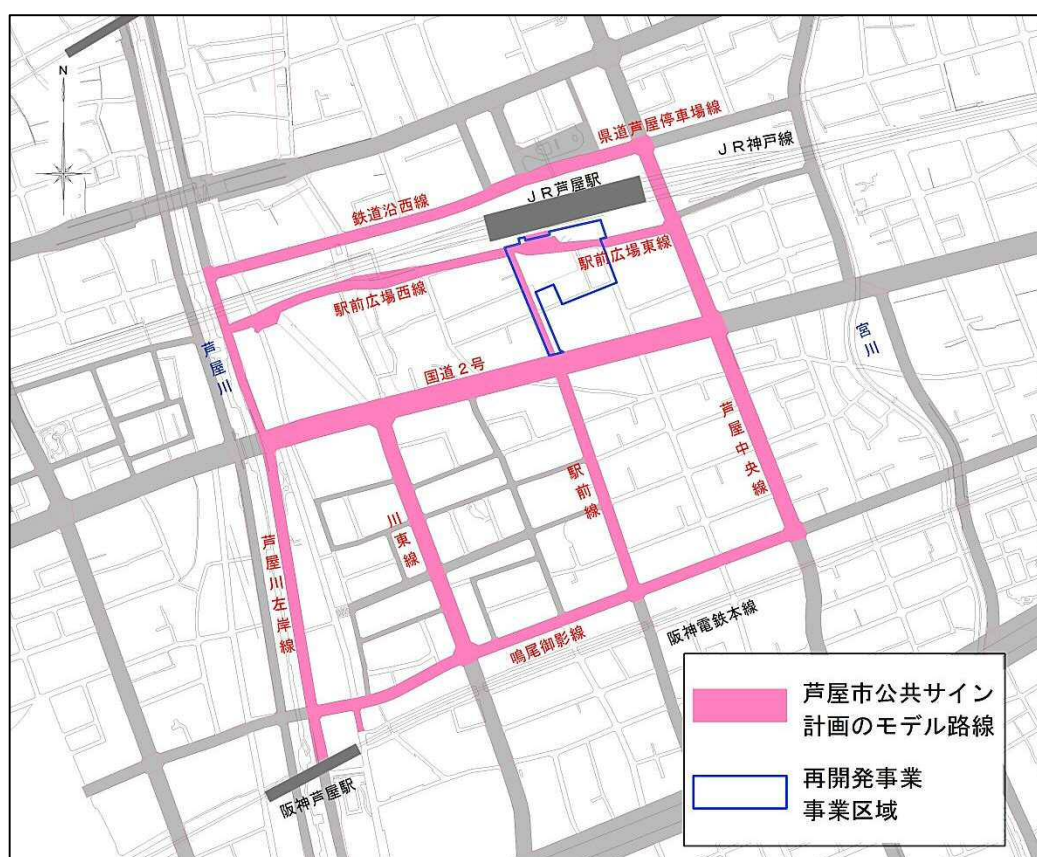 N
県道芦屋停車場線
JR神戸線
JR芦屋駅
鉄道沿西線
駅前広場東線
駅前広場西線
芦屋川
宮川
国道2号
芦屋中央線
駅前線
川東線
芦屋川左岸線
阪神電鉄本線
鳴尾御影線
阪神芦屋駅
芦屋市公共サイン
計画のモデル路線
再開発事業
事業区域